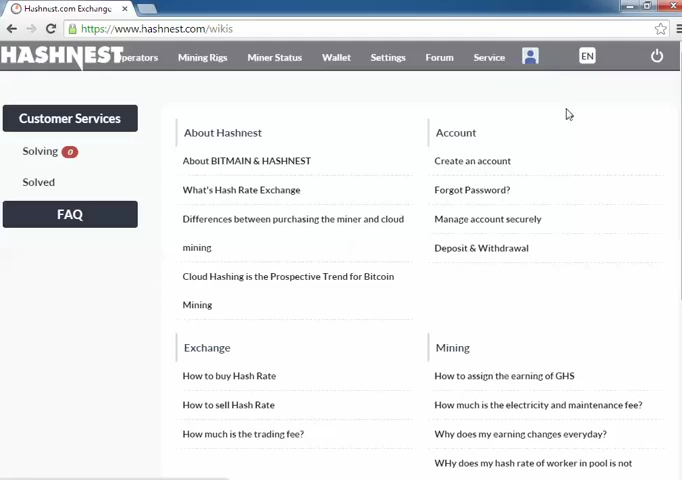 Hashnest.com Exchang
https://www.hashnest.com/wikis
HASHNEST
perators
Mining Rigs
Miner Status
Wallet
Settings
Forum
Service
EN
Customer Services
Solving 0
Solved
FAQ
About Hashnest
About BITMAIN & HASHNEST
What's Hash Rate Exchange
Differences between purchasing the miner and cloud
mining
Cloud Hashing is the Prospective Trend for Bitcoin
Mining
Account
Create an account
Forgot Password?
Manage account securely
Deposit & Withdrawal
Exchange
How to buy Hash Rate
How to sell Hash Rate
How much is the trading fee?
Mining
How to assign the earning of GHS
How much is the electricity and maintenance fee?
Why does my earning changes everyday?
WHy does my hash rate of worker in pool is not